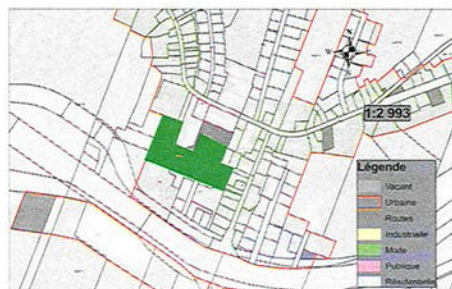 N
W
1:2 993
Légende
Vacant
Urbaine
Routes
Industrielle
Mixte
Publique
Résidentielle